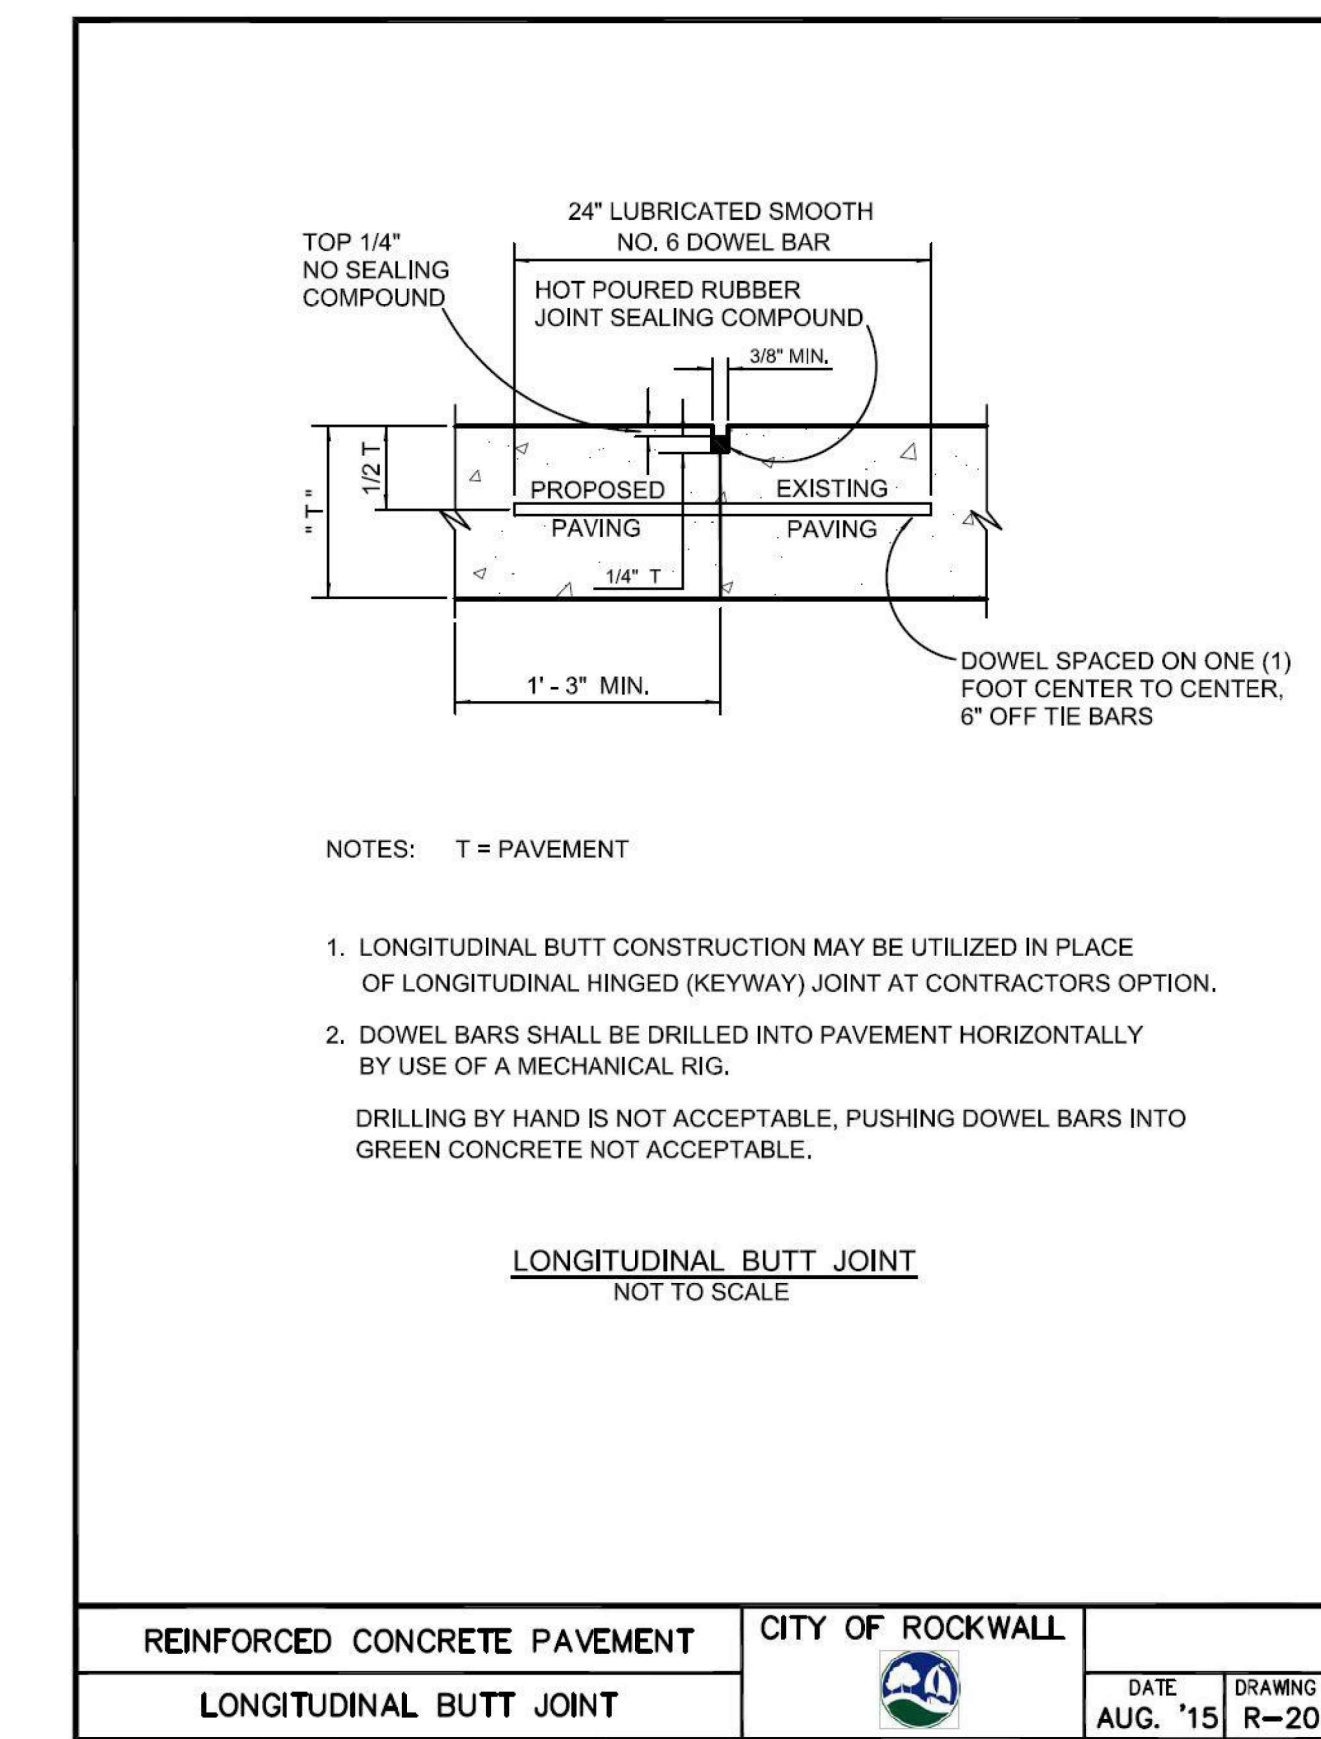 24" LUBRICATED SMOOTH
NO. 6 DOWEL BAR
TOP 1/4"
NO SEALING
COMPOUND
HOT POURED RUBBER
JOINT SEALING COMPOUND
3/8" MIN.
1/2 T
"T"
PROPOSED
PAVING
EXISTING
PAVING
1/4" T
1' - 3" MIN.
DOWEL SPACED ON ONE (1)
FOOT CENTER TO CENTER,
6" OFF TIE BARS
NOTES: T = PAVEMENT
1. LONGITUDINAL BUTT CONSTRUCTION MAY BE UTILIZED IN PLACE
OF LONGITUDINAL HINGED (KEYWAY) JOINT AT CONTRACTORS OPTION.
2. DOWEL BARS SHALL BE DRILLED INTO PAVEMENT HORIZONTALLY
BY USE OF A MECHANICAL RIG.
DRILLING BY HAND IS NOT ACCEPTABLE, PUSHING DOWEL BARS INTO
GREEN CONCRETE NOT ACCEPTABLE.
LONGITUDINAL BUTT JOINT
NOT TO SCALE
REINFORCED CONCRETE PAVEMENT
LONGITUDINAL BUTT JOINT
CITY OF ROCKWALL
DATE
AUG. '15
DRAWING
R-20